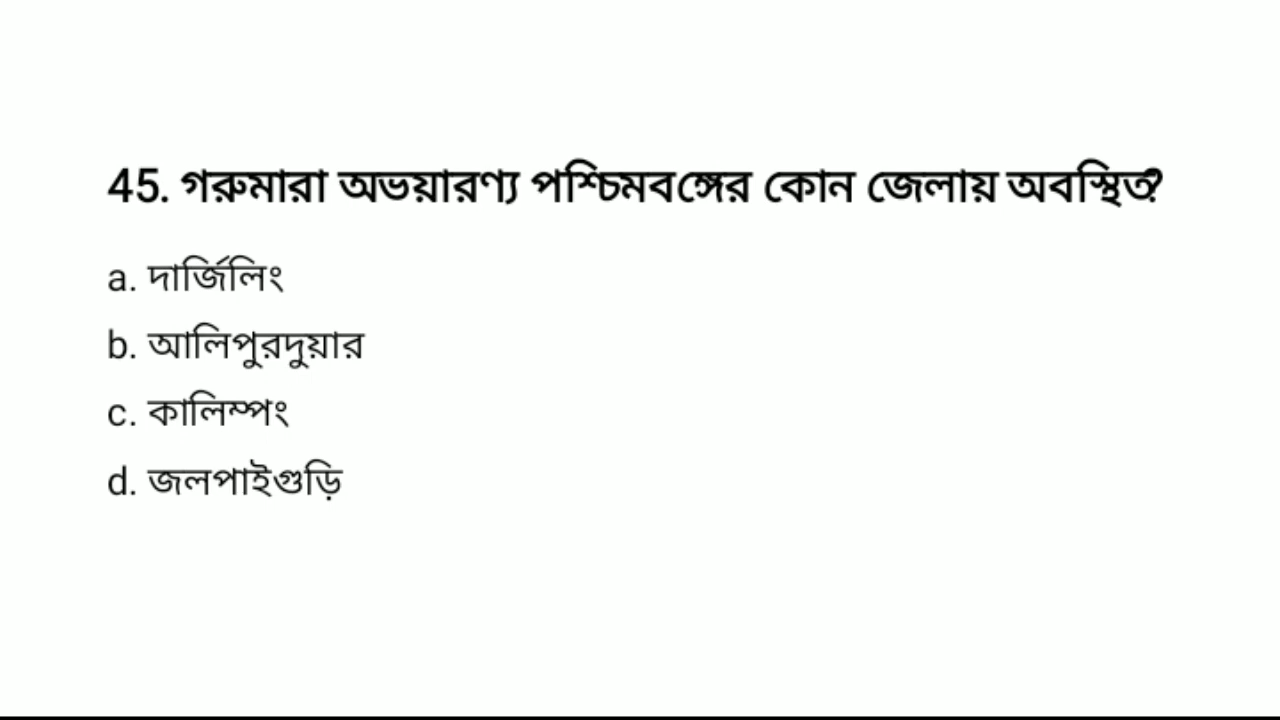 45. গরুমারা অভয়ারণ্য পশ্চিমবঙ্গের কোন জেলায় অবস্থিত?
a. দার্জিলিং
b. আলিপুরদুয়ার
c. কালিম্পং
d. জলপাইগুড়ি